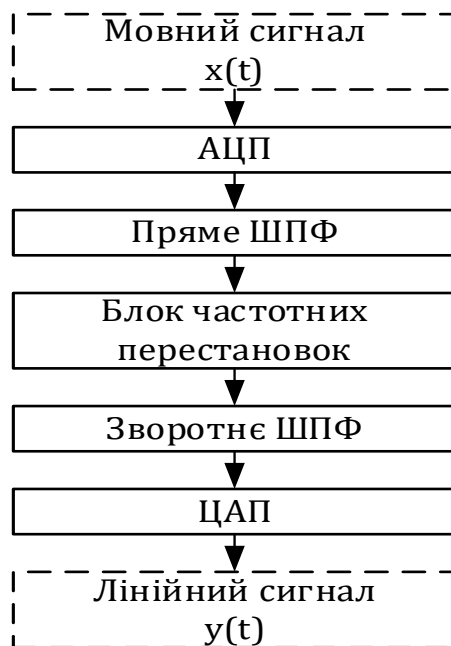 Мовний сигнал
x(t)
АЦП
Пряме ШПФ
Блок частотних
перестановок
Зворотнє ШПФ
ЦАП
Лінійний сигнал
y(t)